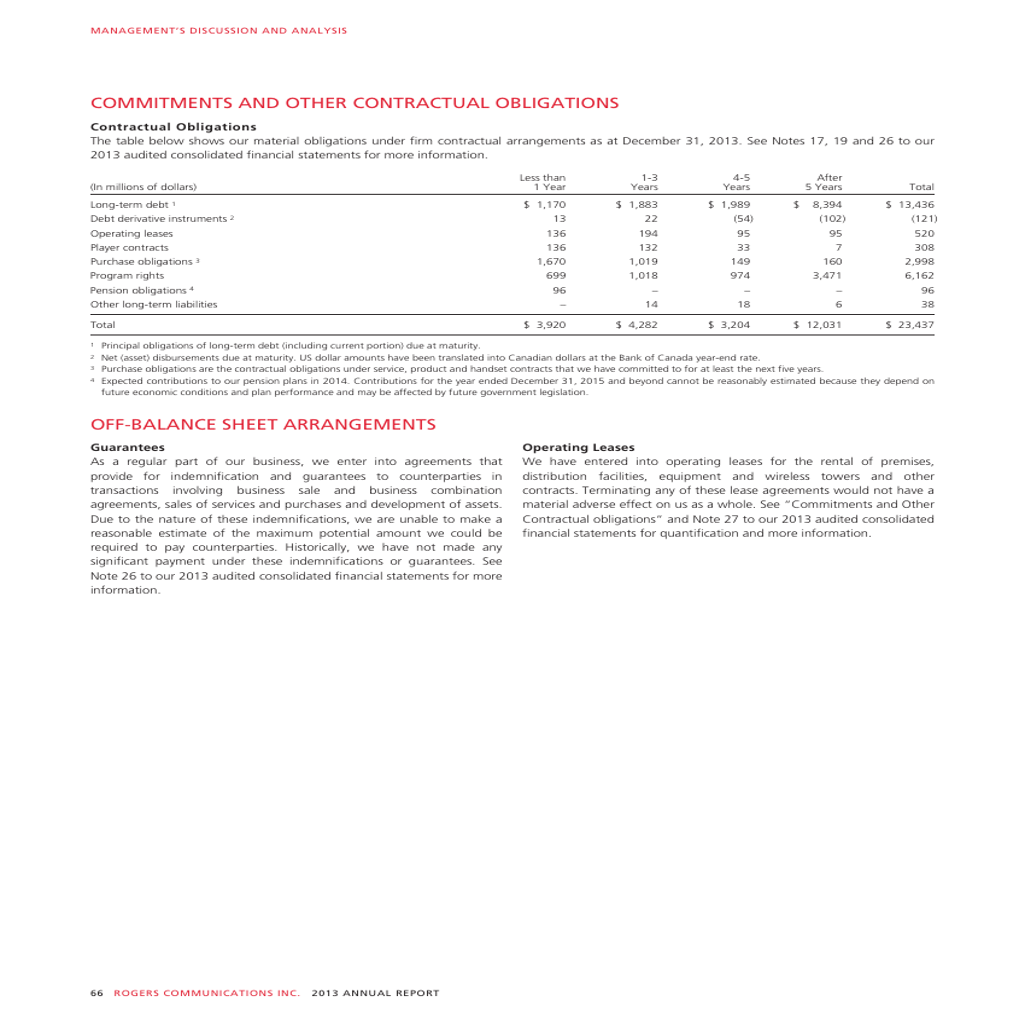 MANAGEMENT'S DISCUSSION AND ANALYSIS
COMMITMENTS AND OTHER CONTRACTUAL OBLIGATIONS
Contractual Obligations
The table below shows our material obligations under firm contractual arrangements as at December 31, 2013. See Notes 17, 19 and 26 to our
2013 audited consolidated financial statements for more information.
(In millions of dollars) Less than 1 Year 1-3 Years 4-5 Years After 5 Years Total
Long-term debt 1 $ 1,170 $ 1,883 $ 1,989 $ 8,394 $ 13,436
Debt derivative instruments 2 13 22 (54) (102) (121)
Operating leases 136 194 95 95 520
Player contracts 136 132 33 7 308
Purchase obligations 3 1,670 1,019 149 160 2,998
Program rights 699 1,018 974 3,471 6,162
Pension obligations 4 96 – – – 96
Other long-term liabilities – 14 18 6 38
Total $ 3,920 $ 4,282 $ 3,204 $ 12,031 $ 23,437
1 Principal obligations of long-term debt (including current portion) due at maturity.
2 Net (asset) disbursements due at maturity. US dollar amounts have been translated into Canadian dollars at the Bank of Canada year-end rate.
3 Purchase obligations are the contractual obligations under service, product and handset contracts that we have committed to for at least the next five years.
4 Expected contributions to our pension plans in 2014. Contributions for the year ended December 31, 2015 and beyond cannot be reasonably estimated because they depend on
future economic conditions and plan performance and may be affected by future government legislation.
OFF-BALANCE SHEET ARRANGEMENTS
Guarantees
As a regular part of our business, we enter into agreements that
provide for indemnification and guarantees to counterparties in
transactions involving business sale and business combination
agreements, sales of services and purchases and development of assets.
Due to the nature of these indemnifications, we are unable to make a
reasonable estimate of the maximum potential amount we could be
required to pay counterparties. Historically, we have not made any
significant payment under these indemnifications or guarantees. See
Note 26 to our 2013 audited consolidated financial statements for more
information.
Operating Leases
We have entered into operating leases for the rental of premises,
distribution facilities, equipment and wireless towers and other
contracts. Terminating any of these lease agreements would not have a
material adverse effect on us as a whole. See "Commitments and Other
Contractual obligations" and Note 27 to our 2013 audited consolidated
financial statements for quantification and more information.
66 ROGERS COMMUNICATIONS INC. 2013 ANNUAL REPORT